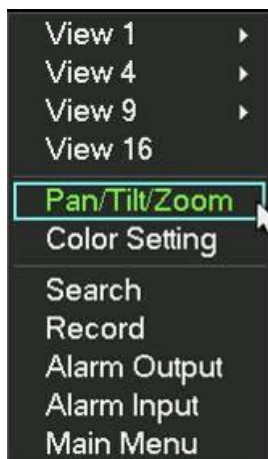 View 1
View 4
View 9
View 16
Pan/Tilt/Zoom
Color Setting
Search
Record
Alarm Output
Alarm Input
Main Menu